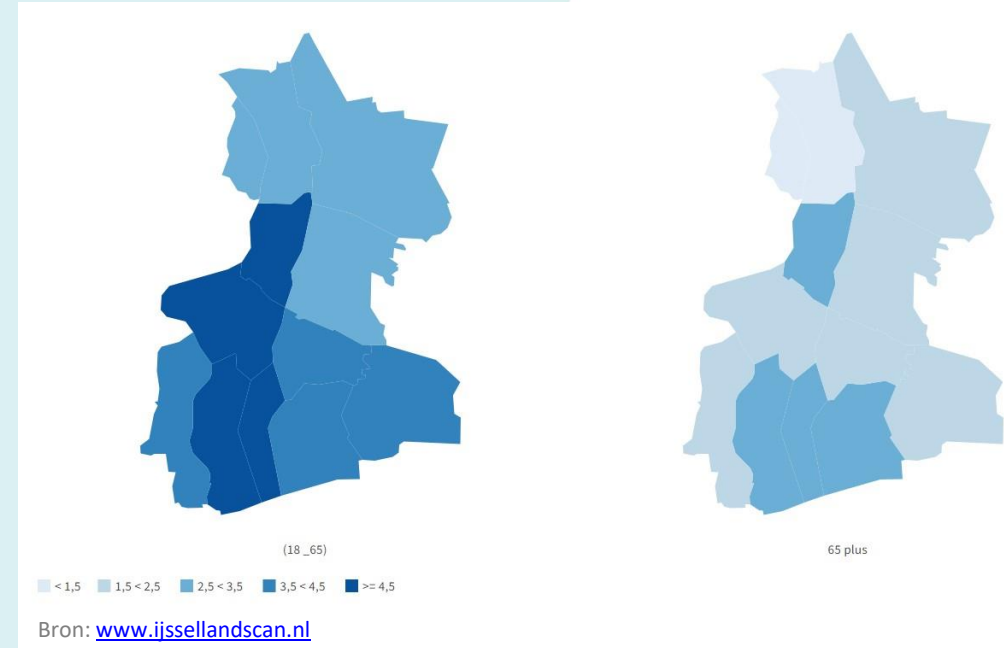 (18 _65)
65 plus
< 1,5 1,5 < 2,5 2,5 < 3,5 3,5 < 4,5 >= 4,5
Bron: www.ijssellandscan.nl